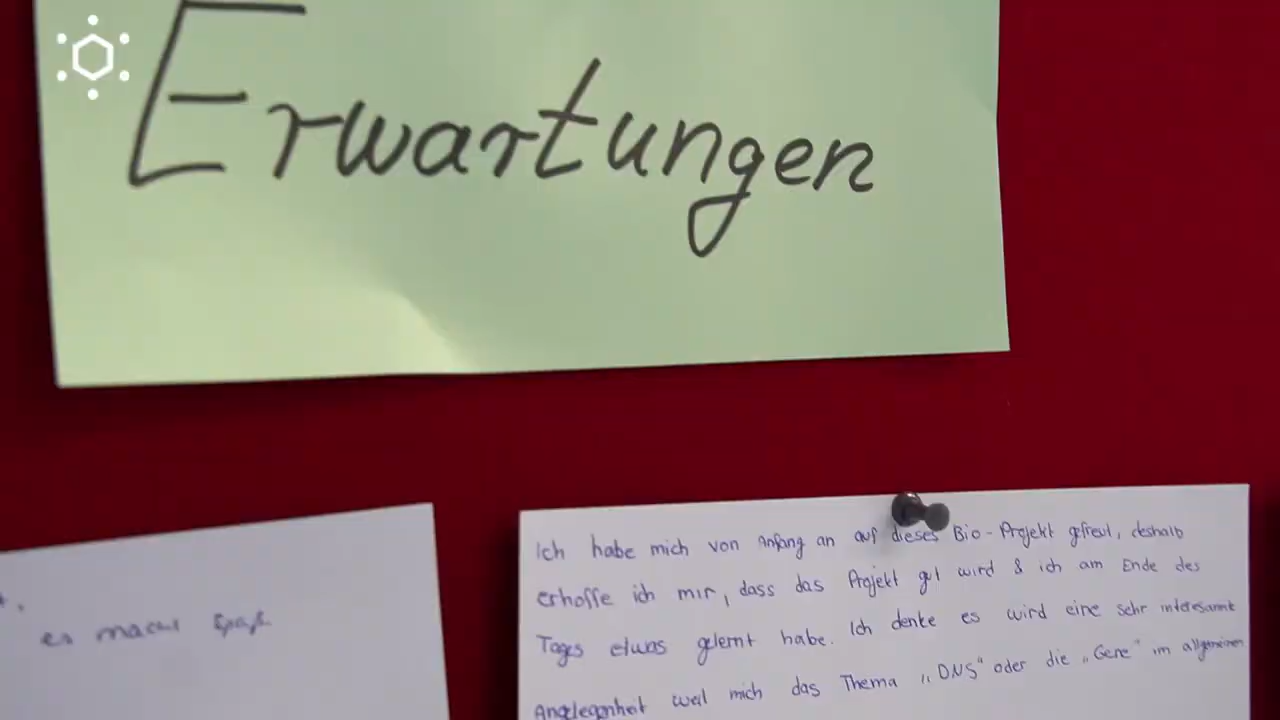 Erwartungen
es macht Spaß
Ich habe mich von Anfang an auf dieses Bio-Projekt gefreut, deshalb
erhoffe ich mir, dass das Projekt gut wird & ich am Ende des
Tages etwas gelernt habe. Ich denke es wird eine sehr interesannte
Angelegenheit weil mich das Thema „DNS" oder die „Gene" im allgemeinen